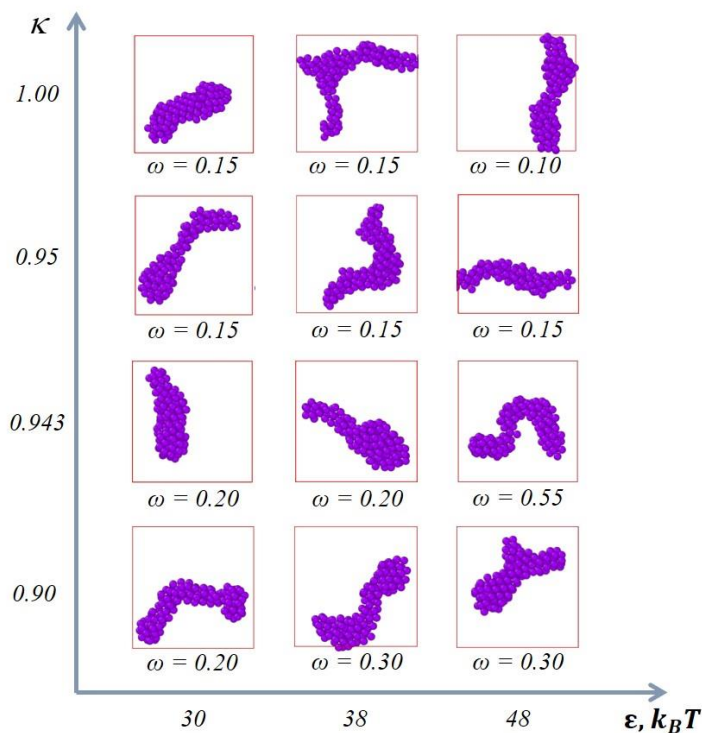 κ
1.00
ω = 0.15 ω = 0.15 ω = 0.10
0.95
ω = 0.15 ω = 0.15 ω = 0.15
0.943
ω = 0.20 ω = 0.20 ω = 0.55
0.90
ω = 0.20 ω = 0.30 ω = 0.30
30 38 48 ε, k_BT